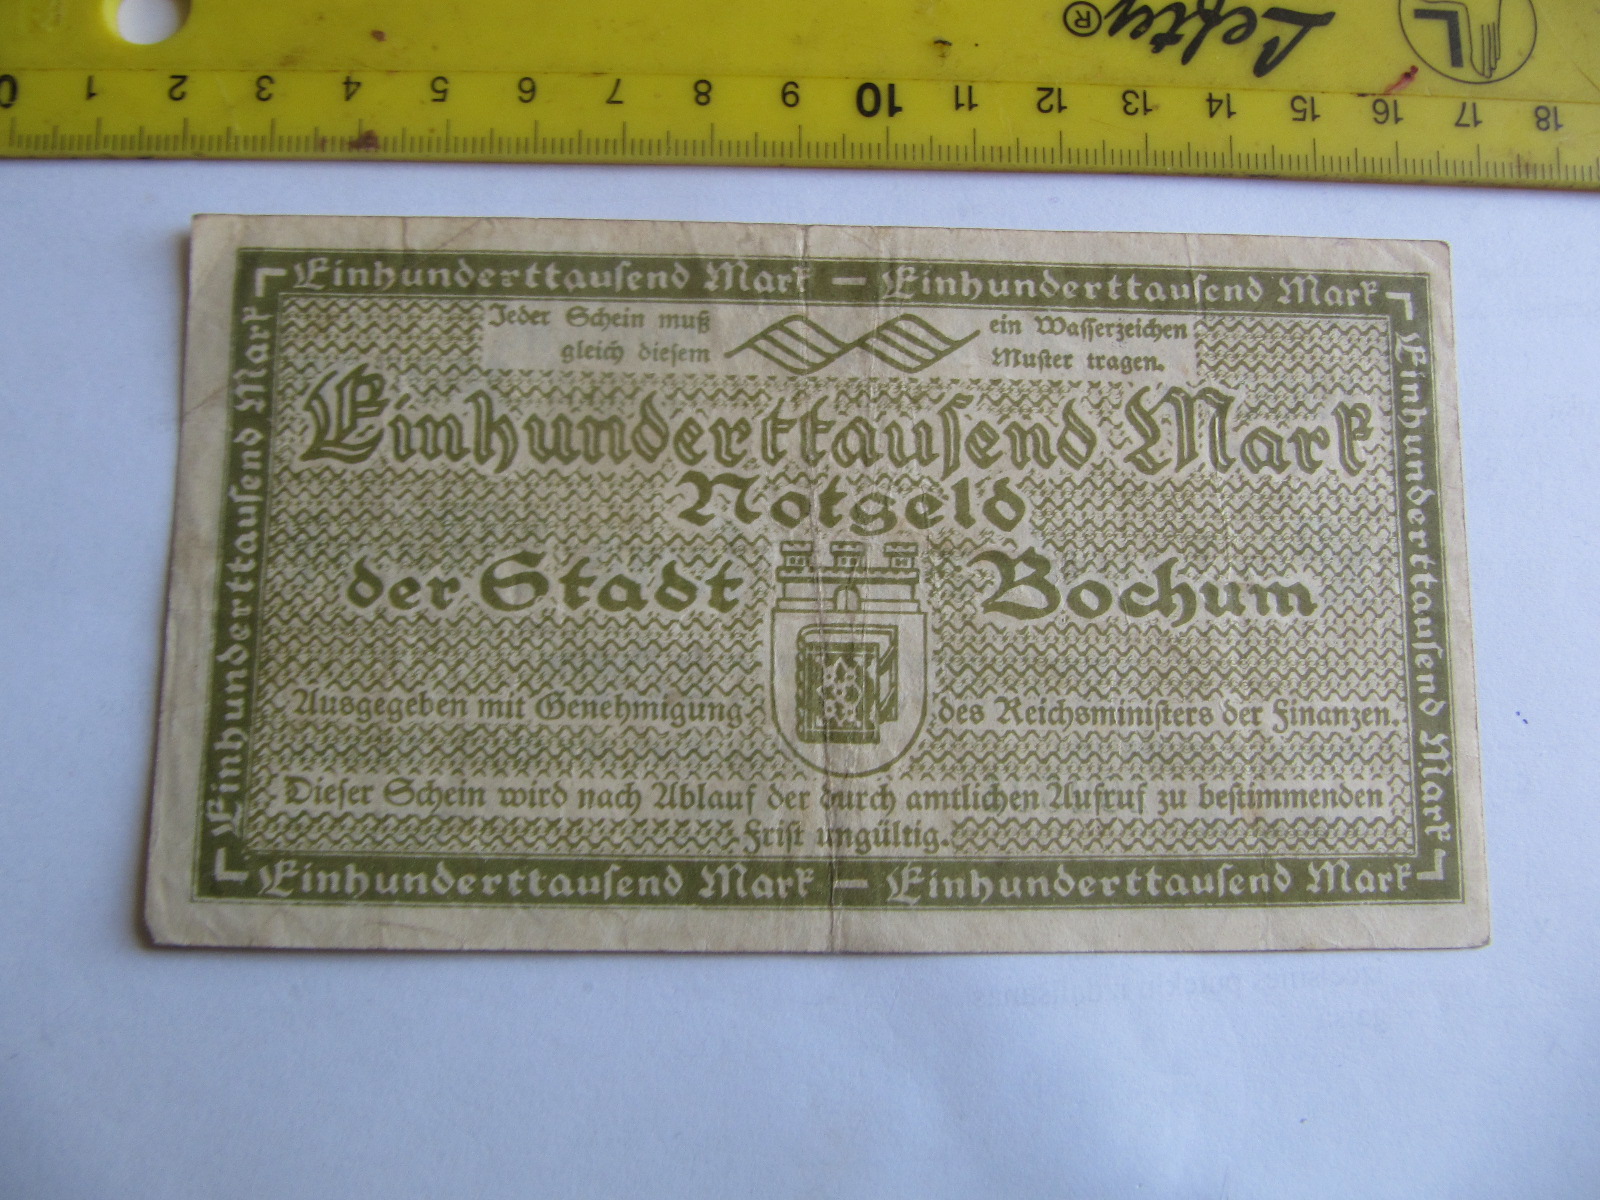 Lefty ®
L
0 1 2 3 4 5 6 7 8 9 10 11 12 13 14 15 16 17 18
Einhunderttausend Mark — Einhunderttausend Mark
Einhunderttausend Mark
Einhunderttausend Mark
Jeder Schein muß ein Wasserzeichen
gleich diesem Muster tragen.
Einhunderttausend Mark
Notgeld
der Stadt Bochum
Ausgegeben mit Genehmigung des Reichsministers der Finanzen.
Dieser Schein wird nach Ablauf der durch amtlichen Aufruf zu bestimmenden
Frist ungültig.
Einhunderttausend Mark — Einhunderttausend Mark